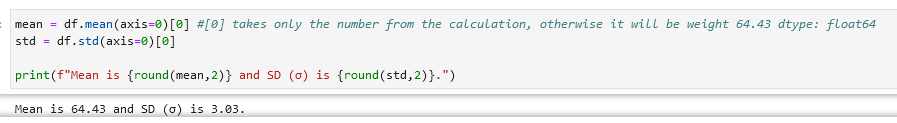 mean = df.mean(axis=0)[0] #[0] takes only the number from the calculation, otherwise it will be weight 64.43 dtype: float64
std = df.std(axis=0)[0]
print(f"Mean is {round(mean,2)} and SD (σ) is {round(std,2)}.")
Mean is 64.43 and SD (σ) is 3.03.